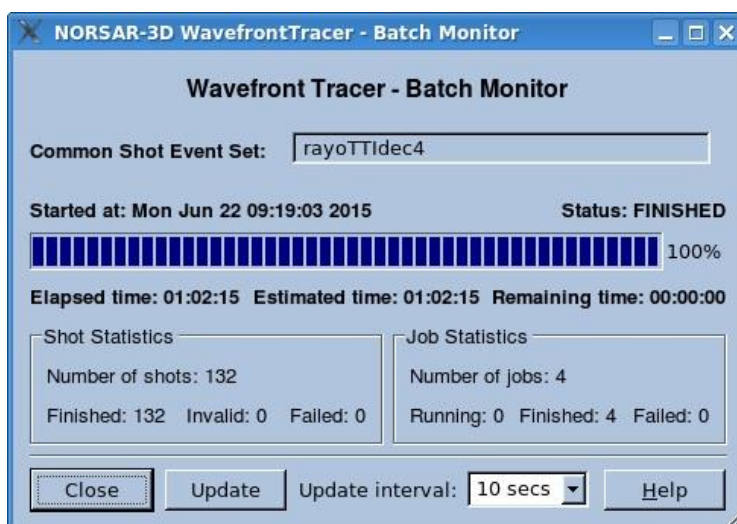 NORSAR-3D WavefrontTracer - Batch Monitor
Wavefront Tracer - Batch Monitor
Common Shot Event Set: rayoTTIdec4
Started at: Mon Jun 22 09:19:03 2015 Status: FINISHED
100%
Elapsed time: 01:02:15 Estimated time: 01:02:15 Remaining time: 00:00:00
Shot Statistics Job Statistics
Number of shots: 132 Number of jobs: 4
Finished: 132 Invalid: 0 Failed: 0 Running: 0 Finished: 4 Failed: 0
Close Update Update interval: 10 secs Help